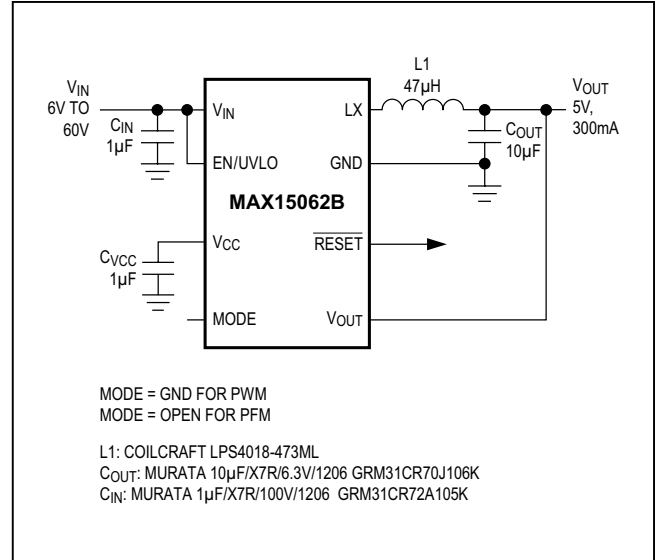 L1
47µH
VIN
6V TO
60V
CIN
1µF
VIN
LX
VOUT
5V,
300mA
COUT
10µF
EN/UVLO
GND
MAX15062B
CVCC
1µF
VCC
RESET
MODE
VOUT
MODE = GND FOR PWM
MODE = OPEN FOR PFM
L1: COILCRAFT LPS4018-473ML
COUT: MURATA 10µF/X7R/6.3V/1206 GRM31CR70J106K
CIN: MURATA 1µF/X7R/100V/1206 GRM31CR72A105K